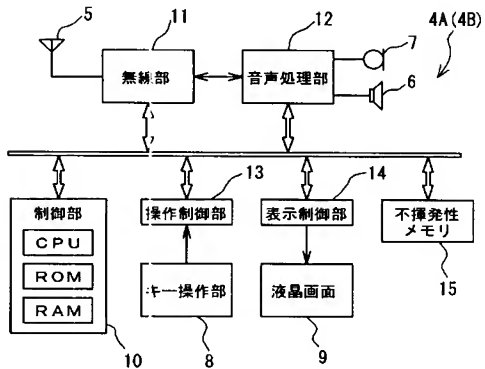 5
11
12
7
4A(4B)
無線部
音声処理部
6
13
14
制御部
CPU
ROM
RAM
操作制御部
表示制御部
不揮発性
メモリ
15
キー操作部
液晶画面
10
8
9